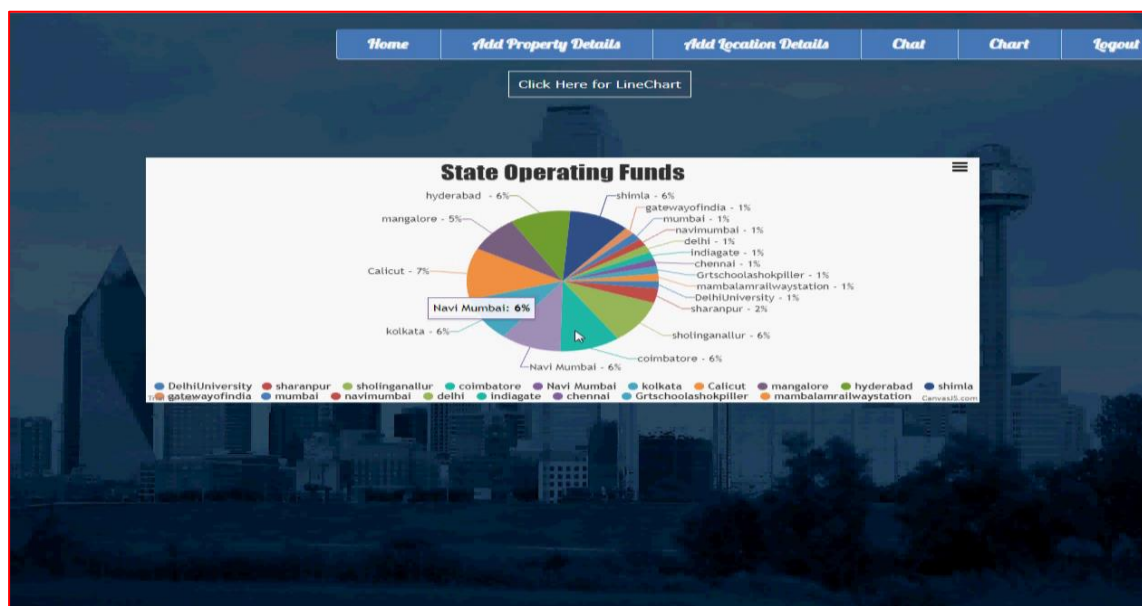 Home Add Property Details Add Location Details Chat Chart Logout
Click Here for LineChart
State Operating Funds
hyderabad - 6% shimla - 6%
gatewayofindia - 1%
mangalore - 5% mumbai - 1%
navimumbai - 1%
delhi - 1%
indiagate - 1%
chennai - 1%
Calicut - 7% Grtschoolashokpiller - 1%
mambalamrailwaystation - 1%
DelhiUniversity - 1%
Navi Mumbai: 6% sharanpur - 2%
kolkata - 6% sholinganallur - 6%
coimbatore - 6%
Navi Mumbai - 6%
DelhiUniversity sharanpur sholinganallur coimbatore Navi Mumbai kolkata Calicut mangalore hyderabad shimla
gatewayofindia mumbai navimumbai delhi indiagate chennai Grtschoolashokpiller mambalamrailwaystation CanvasJS.com